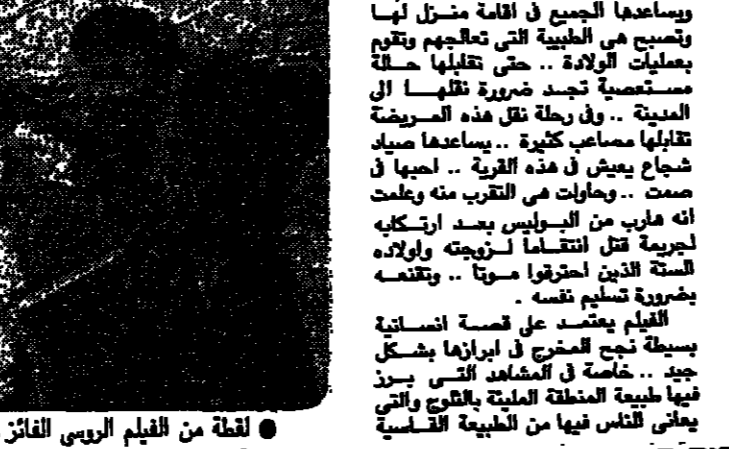 ويساعدها الجميع فى اقامة منزل لها
وتصبح هى الطبيبة التى تعالجهم وتقوم
بعمليات الولادة .. حتى تقابلها حالة
مستعصية تجد ضرورة نقلها الى
المدينة .. وفى رحلة نقل هذه المريضة
تقابلها مصاعب كثيرة .. يساعدها صياد
شجاع يعيش فى هذه القرية .. احبها فى
صمت .. وحاولت هى التقرب منه وعلمت
انه هارب من البوليس بعد ارتكابه
لجريمة قتل انتقاما لزوجته واولاده
الستة الذين احترقوا موتا .. وتقنعه
بضرورة تسليم نفسه .
الفيلم يعتمد على قصة انسانية
بسيطة نجح المخرج فى ابرازها بشكل
جيد .. خاصة فى المشاهد التى برز
فيها طبيعة المنطقة المليئة بالثلوج والتى
يعانى الناس فيها من الطبيعة القاسية
● لقطة من الفيلم الروسى الفائز